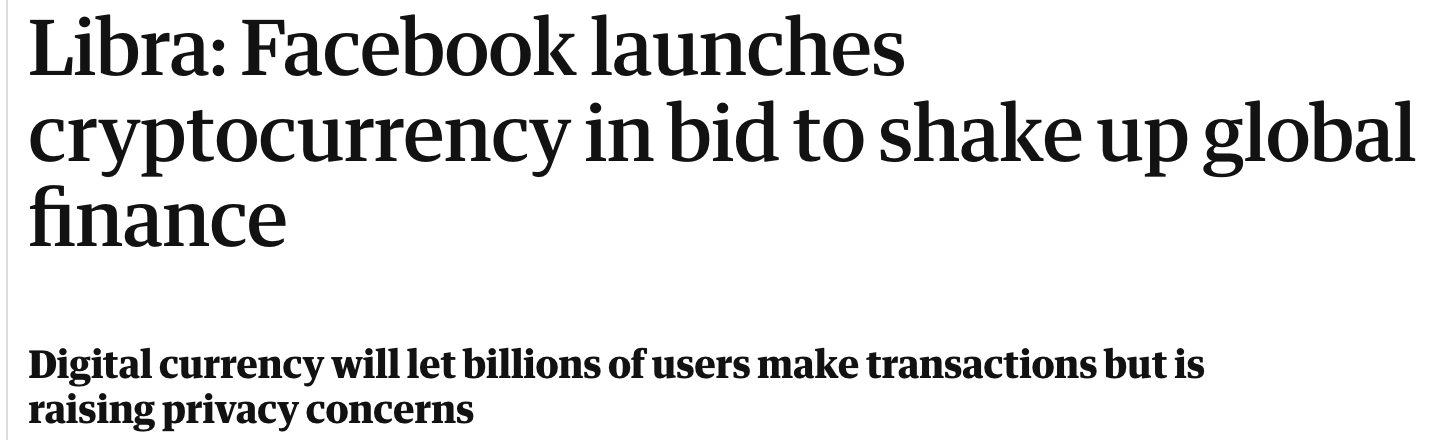 Libra: Facebook launches
cryptocurrency in bid to shake up global
finance
Digital currency will let billions of users make transactions but is
raising privacy concerns